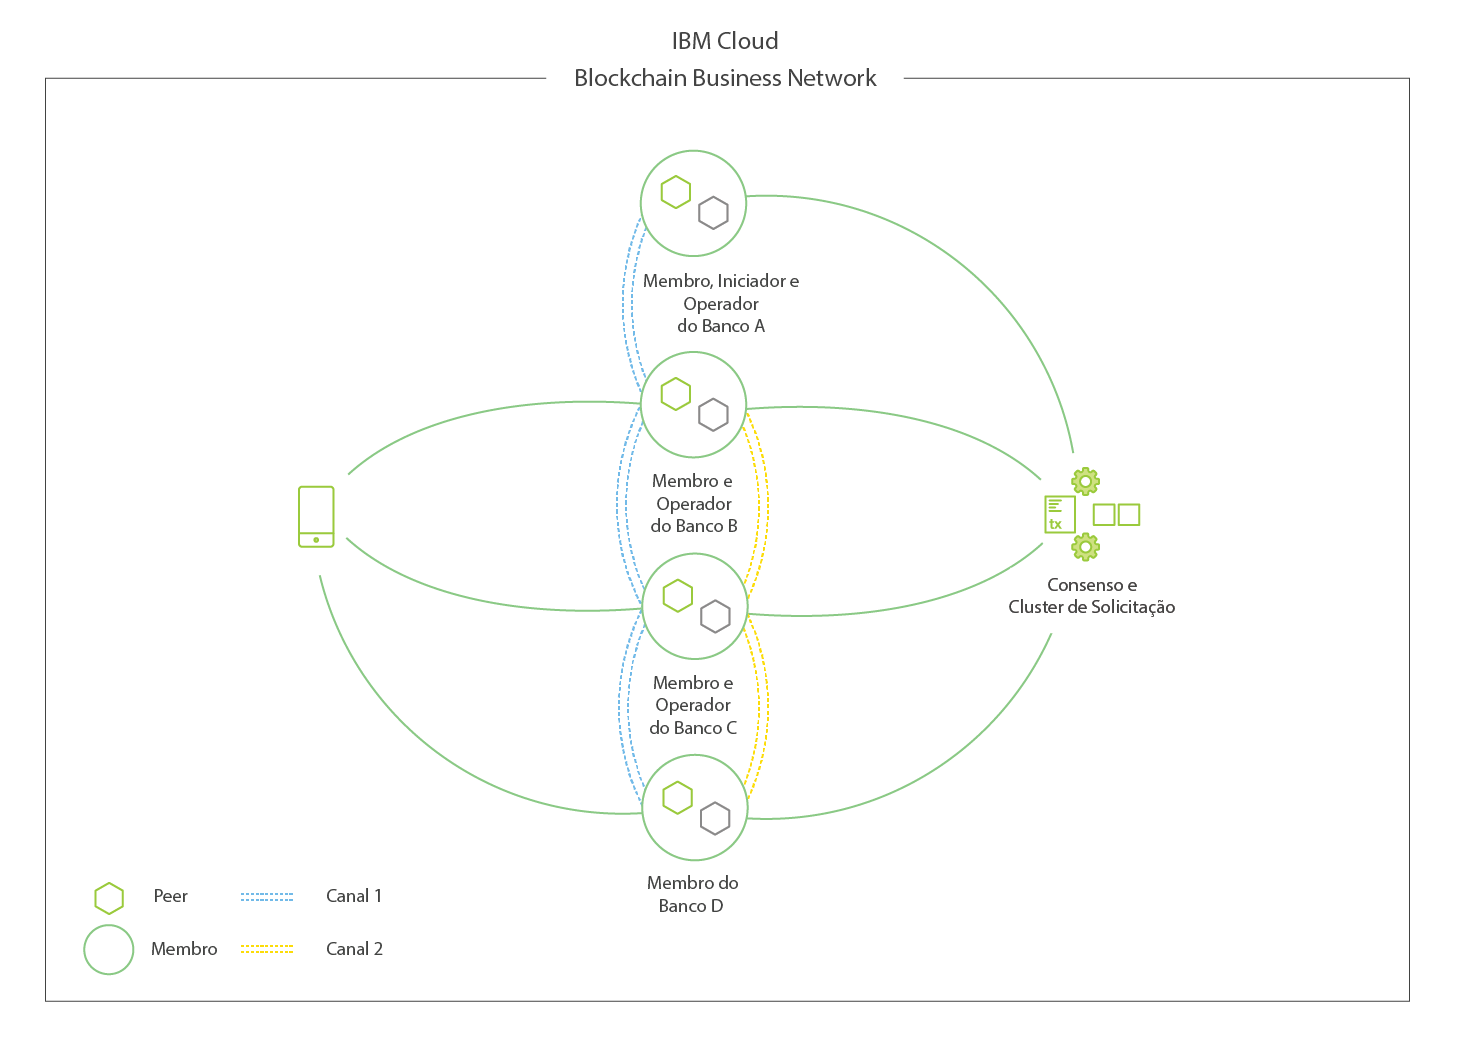 IBM Cloud
Blockchain Business Network
Membro, Iniciador e
Operador
do Banco A
Membro e
Operador
do Banco B
tx
Consenso e
Cluster de Solicitação
Membro e
Operador
do Banco C
Membro do
Banco D
Peer
Canal 1
Membro
Canal 2